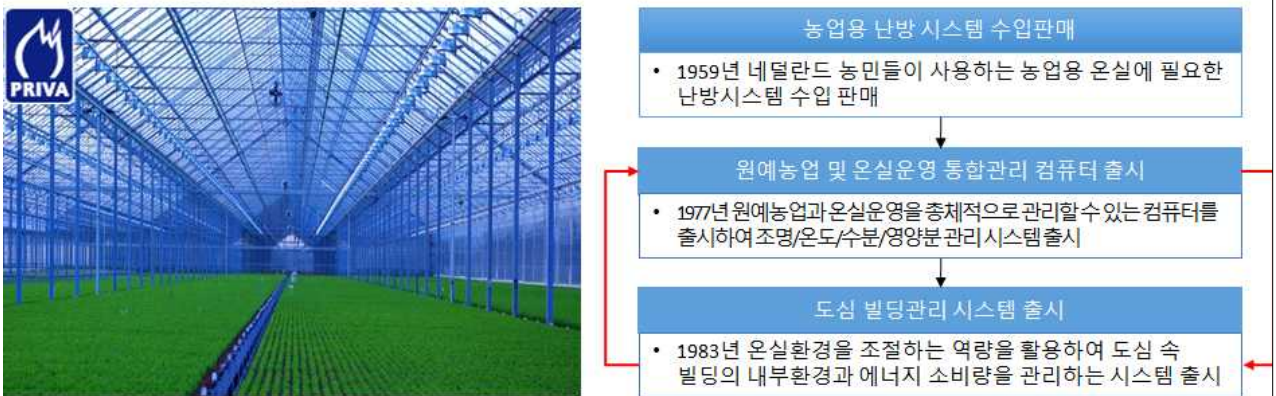 PRIVA
농업용 난방 시스템 수입판매
• 1959년 네덜란드 농민들이 사용하는 농업용 온실에 필요한
난방시스템 수입 판매
원예농업 및 온실운영 통합관리 컴퓨터 출시
• 1977년 원예농업과 온실운영을 총체적으로 관리할 수 있는 컴퓨터를
출시하여 조명/온도/수분/영양분 관리 시스템 출시
도심 빌딩관리 시스템 출시
• 1983년 온실환경을 조절하는 역량을 활용하여 도심 속
빌딩의 내부환경과 에너지 소비량을 관리하는 시스템 출시